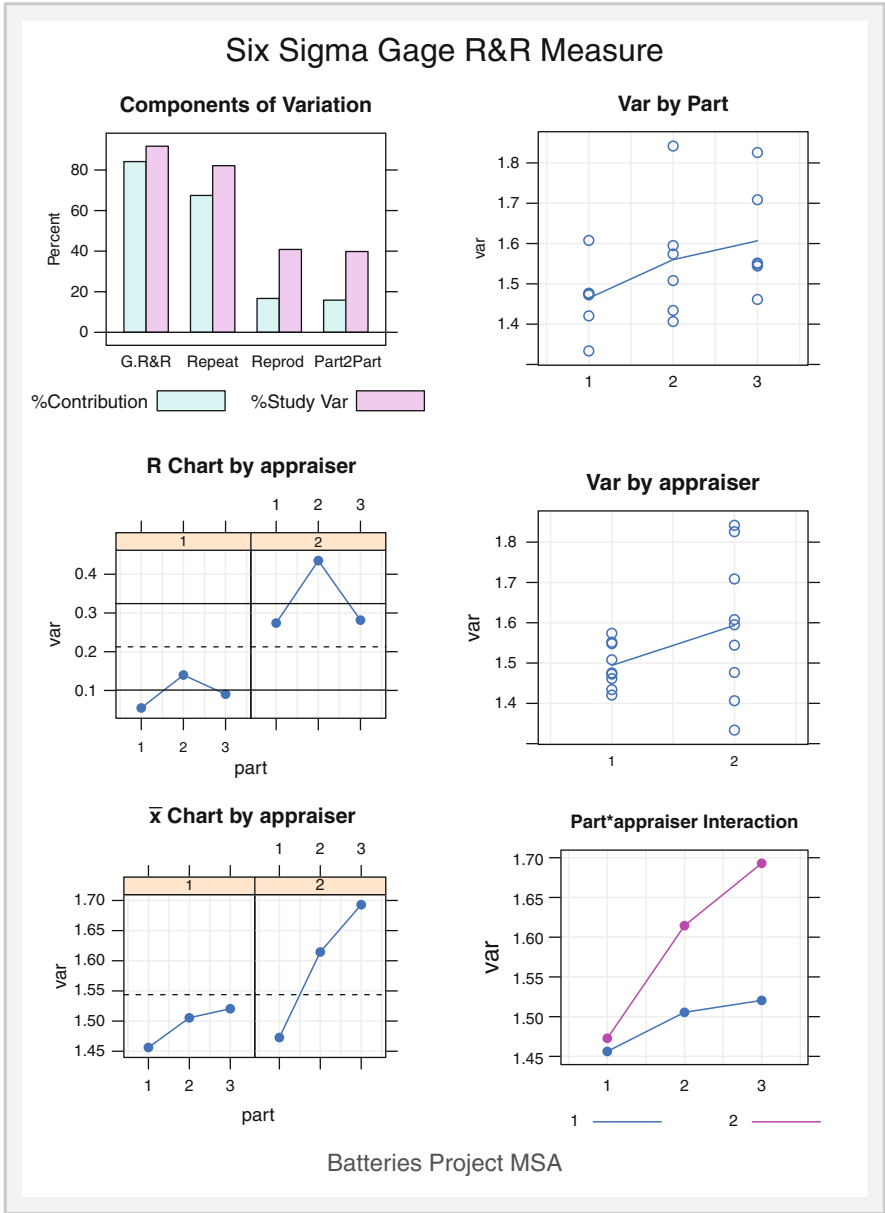 Six Sigma Gage R&R Measure
Components of Variation
Percent
80
60
40
20
0
G.R&R Repeat Reprod Part2Part
%Contribution %Study Var
Var by Part
var
1.8
1.7
1.6
1.5
1.4
1 2 3
R Chart by appraiser
1 2 3
1 2
var
0.4
0.3
0.2
0.1
1 2 3
part
Var by appraiser
1.8
1.7
1.6
1.5
1.4
1 2
x̅ Chart by appraiser
1 2 3
1 2
var
1.70
1.65
1.60
1.55
1.50
1.45
1 2 3
part
Part*appraiser Interaction
var
1.70
1.65
1.60
1.55
1.50
1.45
1 2 3
1 2
Batteries Project MSA